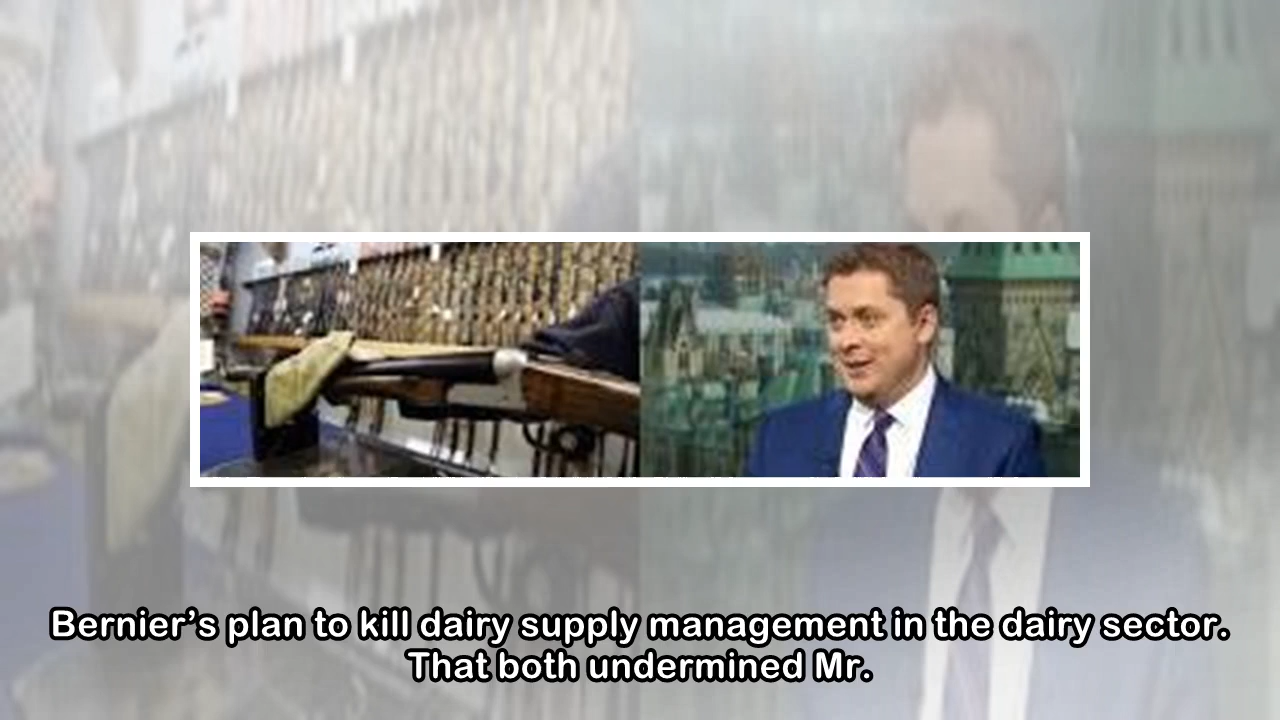 Bernier’s plan to kill dairy supply management in the dairy sector.
That both undermined Mr.